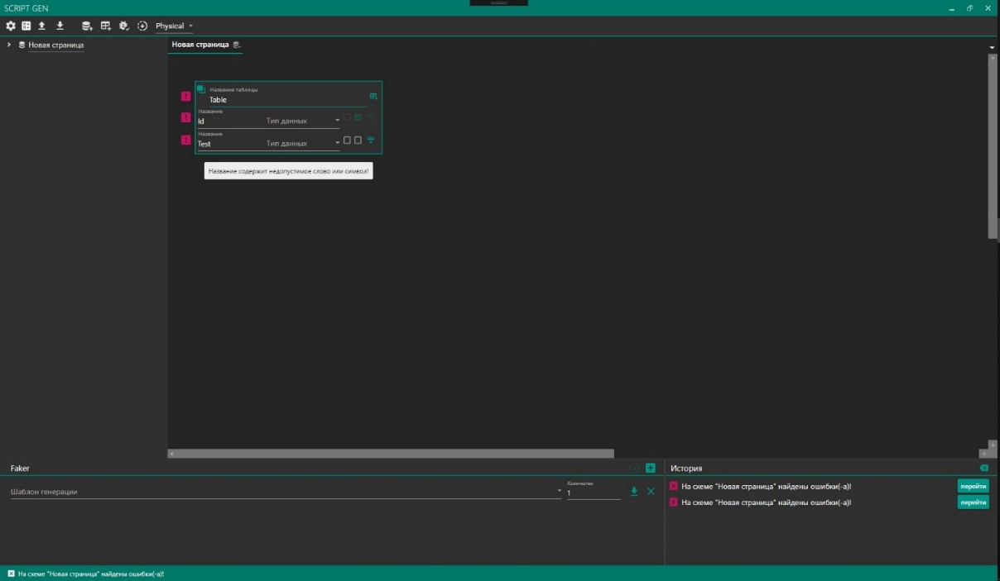 SCRIPT GEN
Physical
Новая страница
Новая страница
Название таблицы
Table
Название
Id Тип данных
Название
Test Тип данных
Название содержит недопустимое слово или символ!
Faker
Шаблон генерации
Количество
1
История
На схеме "Новая страница" найдены ошибки(-а)! перейти
На схеме "Новая страница" найдены ошибки(-а)! перейти
На схеме "Новая страница" найдены ошибки(-а)!